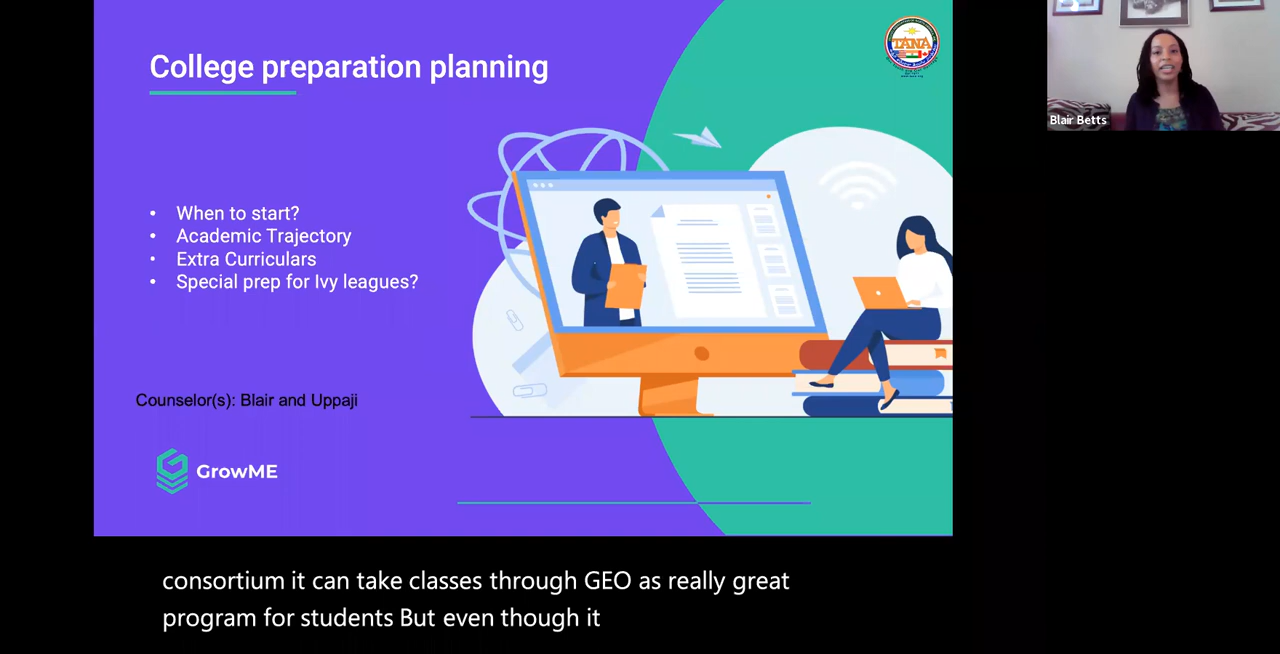 College preparation planning
TANA
Blair Betts
• When to start?
• Academic Trajectory
• Extra Curriculars
• Special prep for Ivy leagues?
Counselor(s): Blair and Uppaji
GrowME
consortium it can take classes through GEO as really great
program for students But even though it